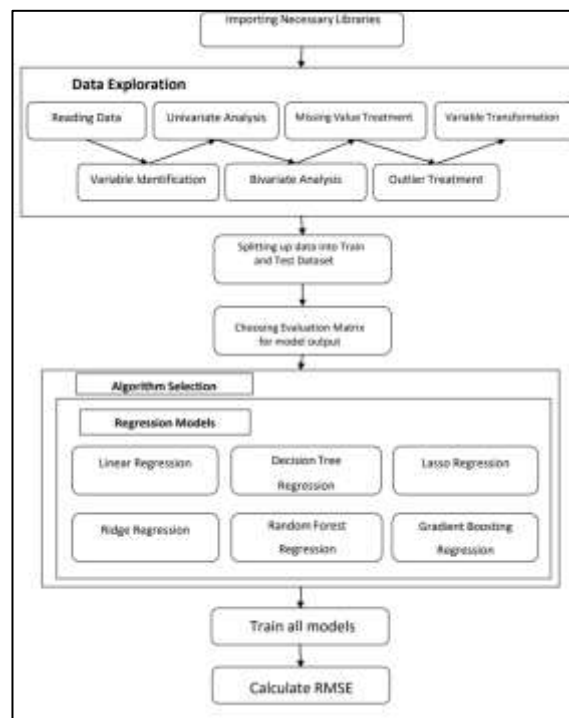 Importing Necessary Libraries
Data Exploration
Reading Data
Univariate Analysis
Missing Value Treatment
Variable Transformation
Variable Identification
Bivariate Analysis
Outlier Treatment
Splitting up data into Train
and Test Dataset
Choosing Evaluation Matrix
for model output
Algorithm Selection
Regression Models
Linear Regression
Decision Tree
Regression
Lasso Regression
Ridge Regression
Random Forest
Regression
Gradient Boosting
Regression
Train all models
Calculate RMSE